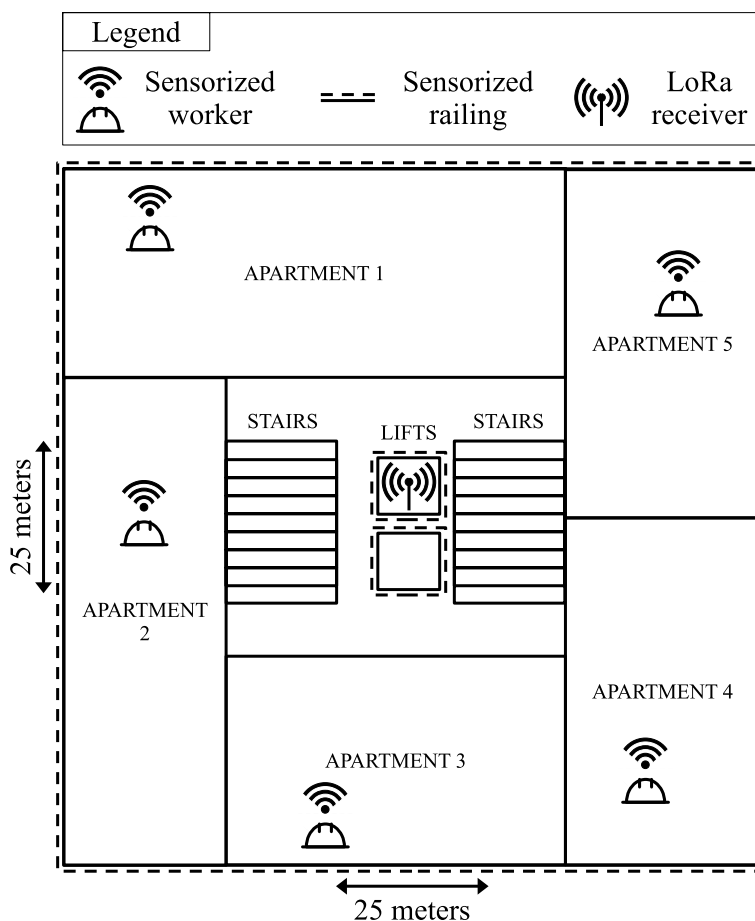 Legend
Sensorized
worker
Sensorized
railing
LoRa
receiver
APARTMENT 1
APARTMENT 5
STAIRS
LIFTS
STAIRS
25 meters
APARTMENT
2
APARTMENT 4
APARTMENT 3
25 meters